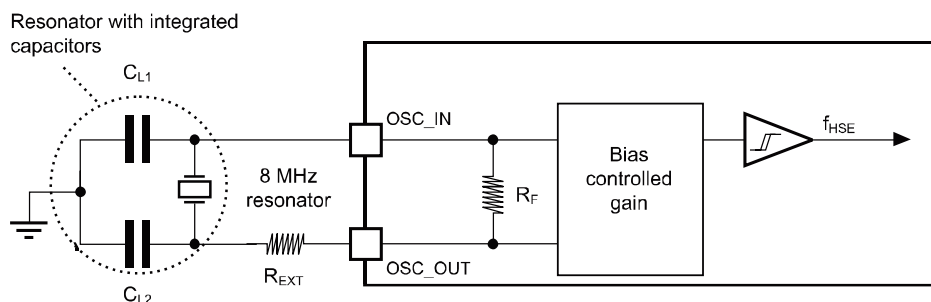 Resonator with integrated
capacitors
CL1
OSC_IN
fHSE
8 MHz
resonator
RF
Bias
controlled
gain
REXT
OSC_OUT
CL2